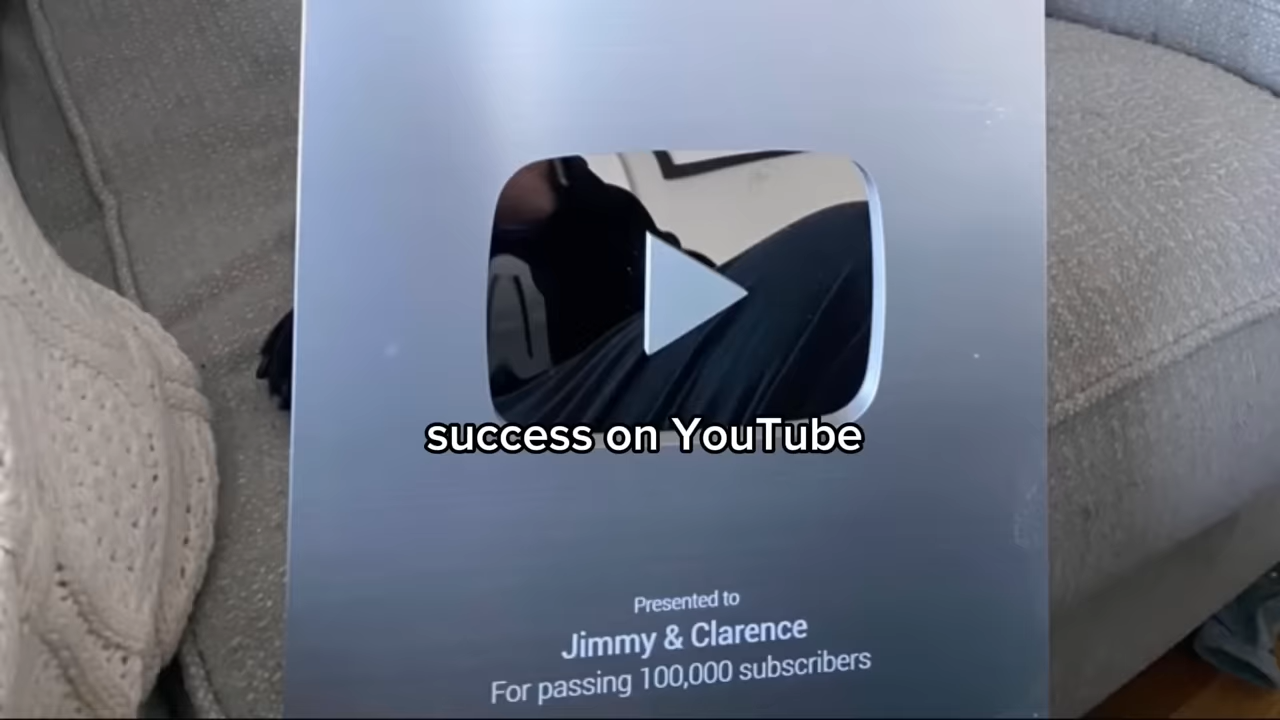 success on YouTube
Presented to
Jimmy & Clarence
For passing 100,000 subscribers